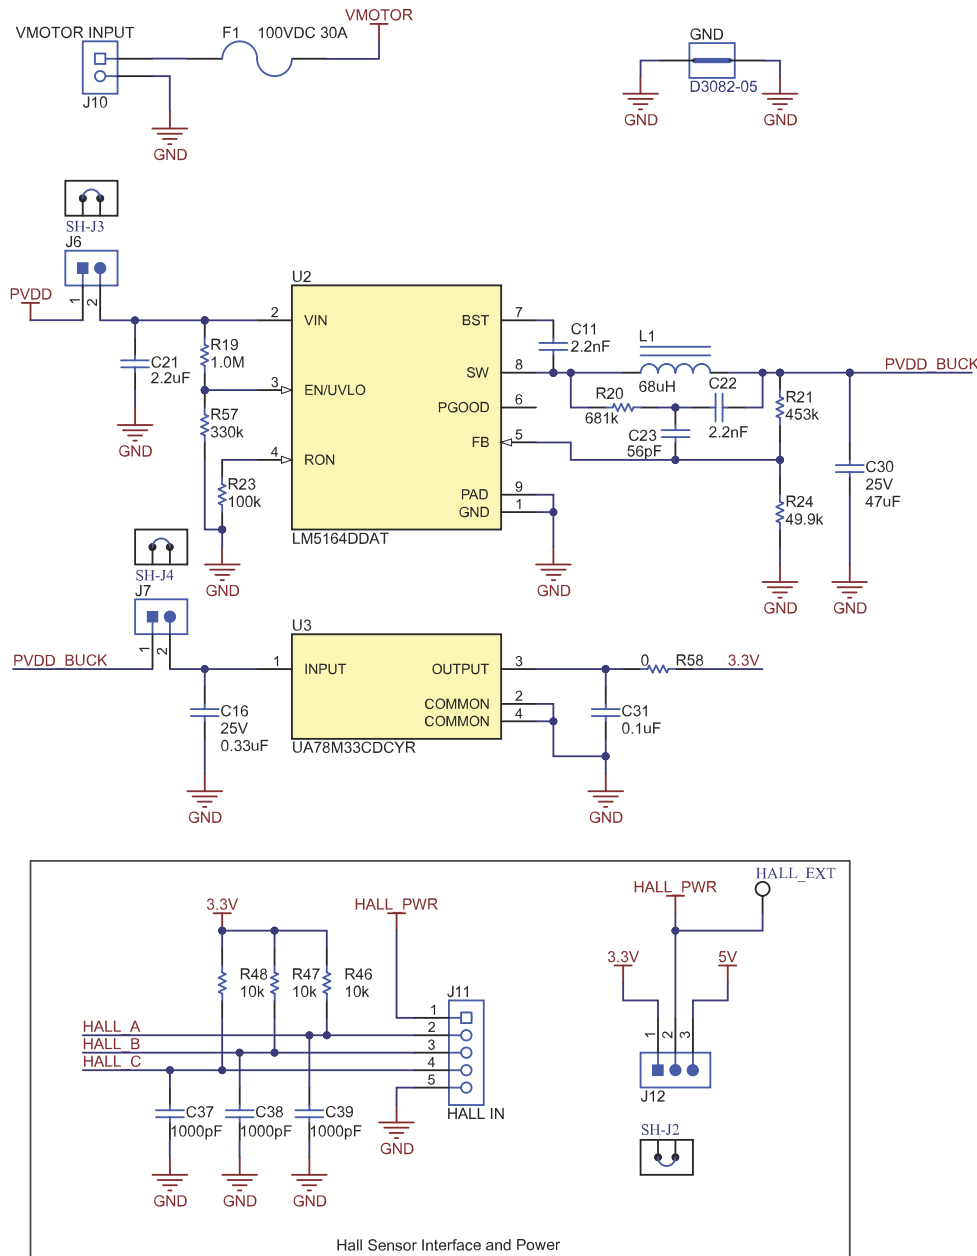 VMOTOR
VMOTOR INPUT
F1
100VDC 30A
J10
GND
GND
D3082-05
GND
GND
SH-J3
J6
PVDD
1
2
C21
2.2uF
GND
R19
1.0M
R57
330k
R23
100k
GND
U2
2
VIN
3
EN/UVLO
4
RON
BST
7
SW
8
PGOOD
6
FB
5
PAD
9
GND
1
LM5164DDAT
GND
C11
2.2nF
L1
68uH
R20
681k
C22
2.2nF
C23
56pF
PVDD_BUCK
R21
453k
R24
49.9k
GND
C30
25V
47uF
GND
SH-J4
J7
PVDD_BUCK
1
2
C16
25V
0.33uF
GND
U3
1
INPUT
OUTPUT
3
COMMON
2
COMMON
4
UA78M33CDCYR
0
R58
3.3V
C31
0.1uF
GND
3.3V
R48
10k
R47
10k
R46
10k
HALL_PWR
J11
HALL_A
HALL_B
HALL_C
1
2
3
4
5
HALL IN
C37
1000pF
C38
1000pF
C39
1000pF
GND
GND
GND
GND
HALL_EXT
HALL_PWR
3.3V
5V
1
2
3
J12
SH-J2
Hall Sensor Interface and Power